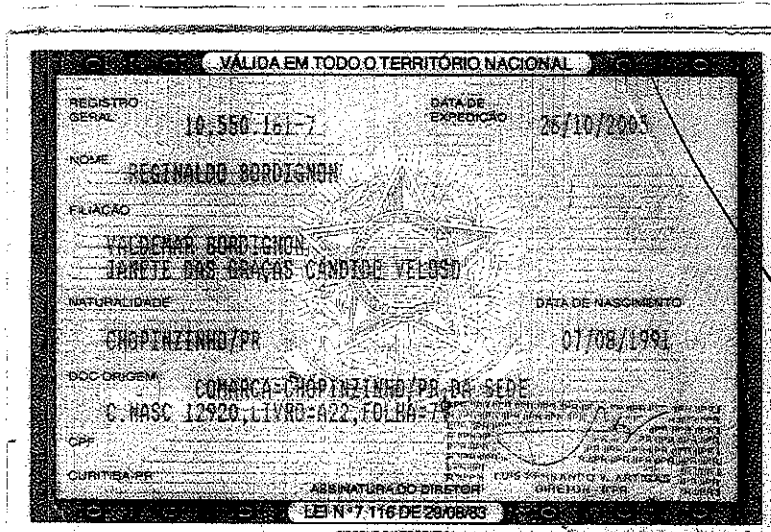 VÁLIDA EM TODO O TERRITÓRIO NACIONAL
REGISTRO GERAL 10,550.161-7 DATA DE EXPEDIÇÃO 26/10/2005
NOME REGINALDO BORDIGNON
FILIAÇÃO
VALDEMAR BORDIGNON
JANETE DAS GRAÇAS CANDIDO VELOSO
NATURALIDADE DATA DE NASCIMENTO
CHOPINZINHO/PR 07/08/1991
DOC ORIGEM COMARCA=CHOPINZINHO/PR,DA SEDE
C.NASC 12920,LIVRO=A22,FOLHA=
CPF
CURITIBA-PR
ASSINATURA DO DIRETOR
LEI Nº 7.116 DE 29/08/83